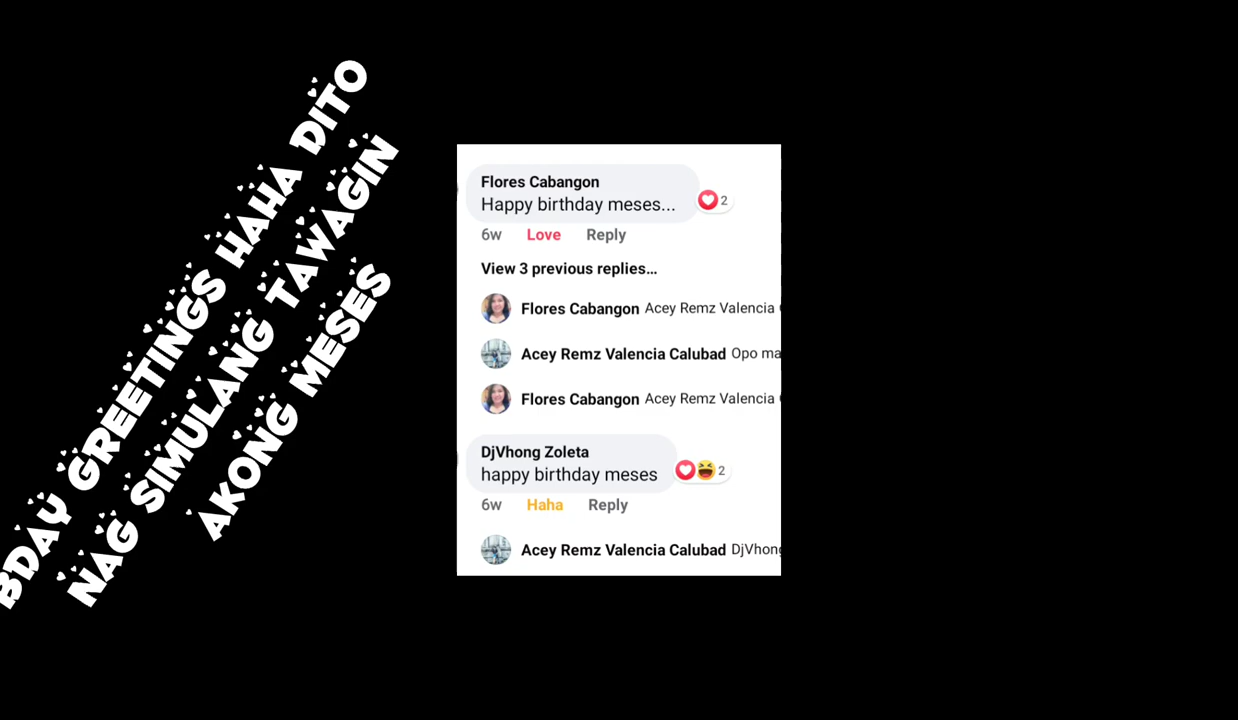 BDAY GREETINGS HAHA DITO
NAG SIMULANG TAWAGIN
AKONG MESES
Flores Cabangon
Happy birthday meses...
2
6w Love Reply
View 3 previous replies...
Flores Cabangon Acey Remz Valencia
Acey Remz Valencia Calubad Opo ma
Flores Cabangon Acey Remz Valencia
DjVhong Zoleta
happy birthday meses
2
6w Haha Reply
Acey Remz Valencia Calubad DjVhong